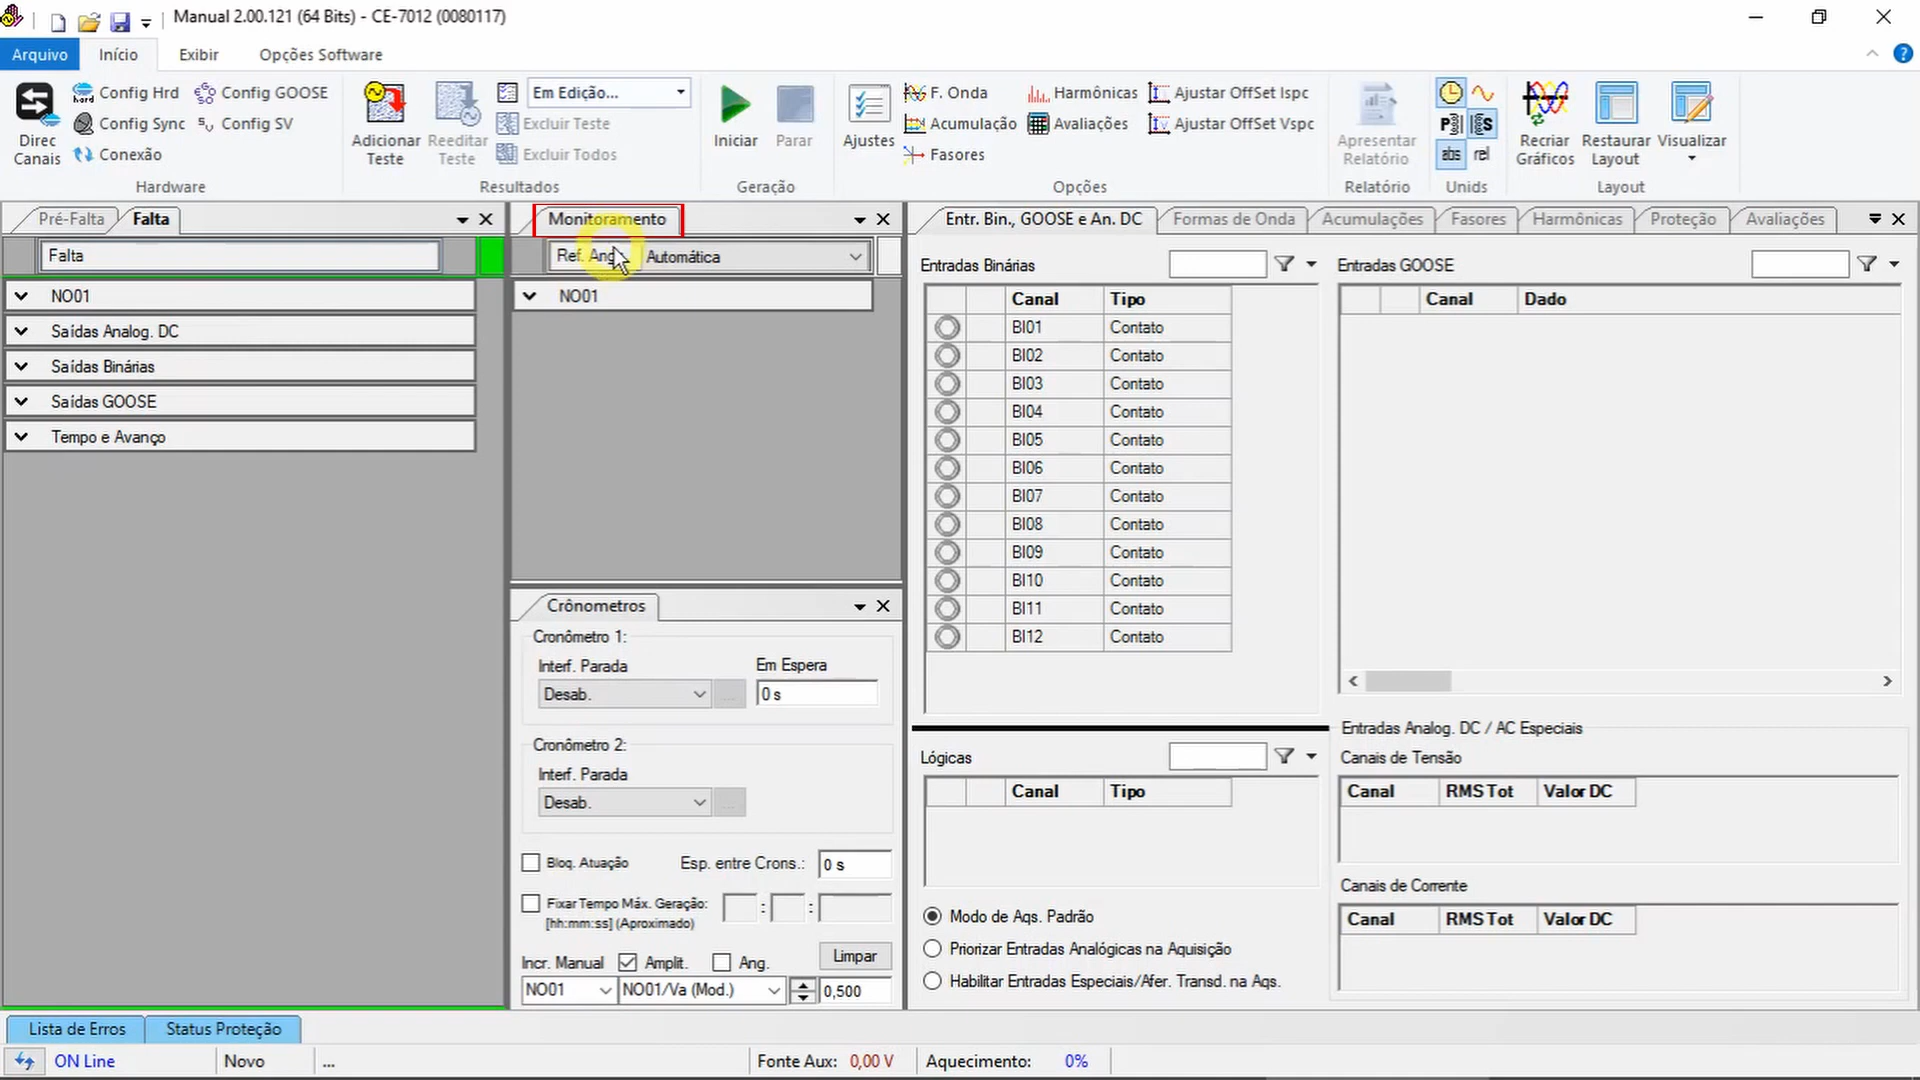 Manual 2.00.121 (64 Bits) - CE-7012 (0080117)
Arquivo Início Exibir Opções Software
Direc Canais
Config Hrd
Config Sync
Conexão
Config GOOSE
Config SV
Hardware
Adicionar Teste
Reeditar Teste
Em Edição...
Excluir Teste
Excluir Todos
Resultados
Iniciar
Parar
Geração
Ajustes
F. Onda
Acumulação
Fasores
Harmônicas
Avaliações
Ajustar OffSet Ispc
Ajustar OffSet Vspc
Opções
Apresentar Relatório
Relatório
abs rel
Unids
Recriar Gráficos
Restaurar Layout
Visualizar
Layout
Pré-Falta Falta
Falta
NO01
Saídas Analog. DC
Saídas Binárias
Saídas GOOSE
Tempo e Avanço
Monitoramento
Ref. Ang Automática
NO01
Crônometros
Cronômetro 1:
Interf. Parada Em Espera
Desab. ... 0 s
Cronômetro 2:
Interf. Parada
Desab. ...
Bloq. Atuação Esp. entre Crons.: 0 s
Fixar Tempo Máx. Geração: : :
[hh:mm:ss] (Aproximado)
Incr. Manual Amplit. Ang. Limpar
NO01 NO01/Va (Mod.) 0,500
Entr. Bin., GOOSE e An. DC Formas de Onda Acumulações Fasores Harmônicas Proteção Avaliações
Entradas Binárias
Canal Tipo
BI01 Contato
BI02 Contato
BI03 Contato
BI04 Contato
BI05 Contato
BI06 Contato
BI07 Contato
BI08 Contato
BI09 Contato
BI10 Contato
BI11 Contato
BI12 Contato
Lógicas
Canal Tipo
Modo de Aqs. Padrão
Priorizar Entradas Analógicas na Aquisição
Habilitar Entradas Especiais/Afer. Transd. na Aqs.
Entradas GOOSE
Canal Dado
Entradas Analog. DC / AC Especiais
Canais de Tensão
Canal RMS Tot Valor DC
Canais de Corrente
Canal RMS Tot Valor DC
Lista de Erros Status Proteção
ON Line Novo ... Fonte Aux: 0,00 V Aquecimento: 0%